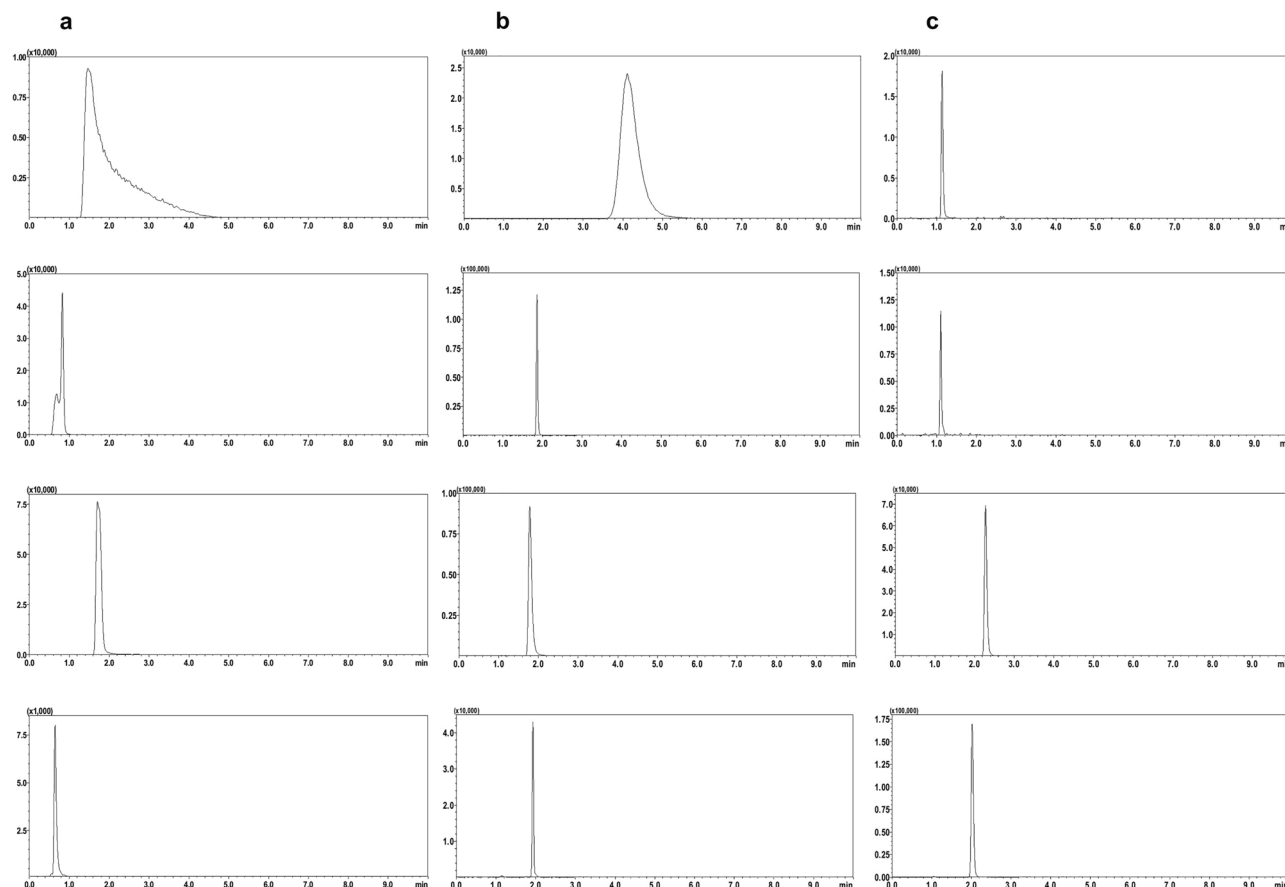 a b c
(x10,000) (x10,000) (x10,000)
1.00 0.75 0.50 0.25
0.0 1.0 2.0 3.0 4.0 5.0 6.0 7.0 8.0 9.0 min
2.5 2.0 1.5 1.0 0.5
0.0 1.0 2.0 3.0 4.0 5.0 6.0 7.0 8.0 9.0 min
2.0 1.5 1.0 0.5 0.0
0.0 1.0 2.0 3.0 4.0 5.0 6.0 7.0 8.0 9.0 m
(x10,000) (x100,000) (x10,000)
5.0 4.0 3.0 2.0 1.0 0.0
0.0 1.0 2.0 3.0 4.0 5.0 6.0 7.0 8.0 9.0 min
1.25 1.00 0.75 0.50 0.25
0.0 1.0 2.0 3.0 4.0 5.0 6.0 7.0 8.0 9.0 min
1.50 1.25 1.00 0.75 0.50 0.25 0.00
0.0 1.0 2.0 3.0 4.0 5.0 6.0 7.0 8.0 9.0 m
(x10,000) (x100,000) (x10,000)
7.5 5.0 2.5 0.0
0.0 1.0 2.0 3.0 4.0 5.0 6.0 7.0 8.0 9.0 min
1.00 0.75 0.50 0.25
0.0 1.0 2.0 3.0 4.0 5.0 6.0 7.0 8.0 9.0 min
7.0 6.0 5.0 4.0 3.0 2.0 1.0
0.0 1.0 2.0 3.0 4.0 5.0 6.0 7.0 8.0 9.0 m
(x1,000) (x10,000) (x100,000)
7.5 5.0 2.5
0.0 1.0 2.0 3.0 4.0 5.0 6.0 7.0 8.0 9.0 min
4.0 3.0 2.0 1.0
0.0 1.0 2.0 3.0 4.0 5.0 6.0 7.0 8.0 9.0 min
1.75 1.50 1.25 1.00 0.75 0.50 0.25 0.00
0.0 1.0 2.0 3.0 4.0 5.0 6.0 7.0 8.0 9.0 m